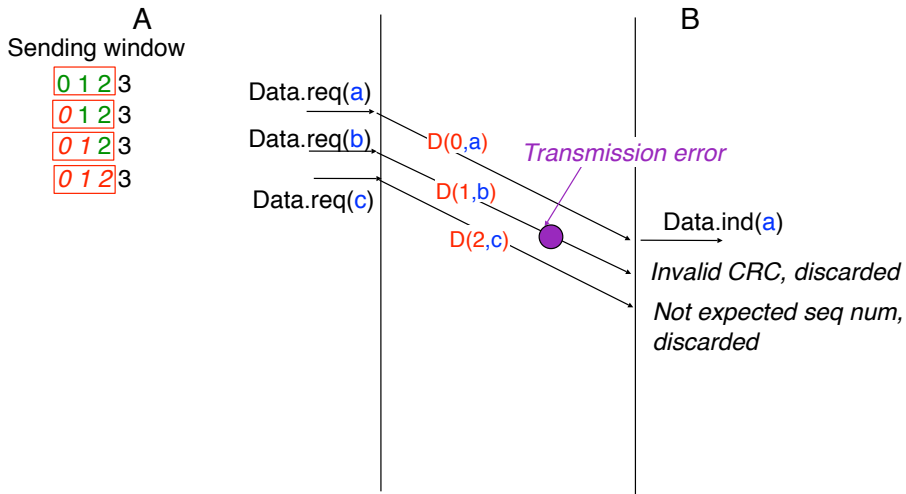 A
B
Sending window
0 1 2 3
0 1 2 3
0 1 2 3
0 1 2 3
Data.req(a)
Data.req(b)
Data.req(c)
D(0,a)
D(1,b)
D(2,c)
Transmission error
Data.ind(a)
Invalid CRC, discarded
Not expected seq num,
discarded